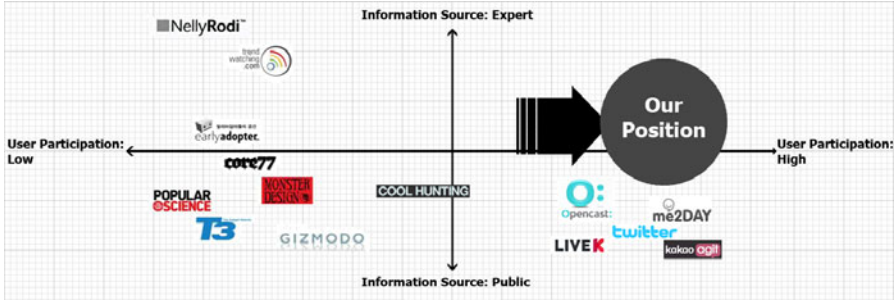 Information Source: Expert
NellyRodi™
trend
watching
.com
Our
Position
earlyadopter.
User Participation:
Low
User Participation:
High
core77
POPULAR
SCIENCE
MONSTER
DESIGN
COOL HUNTING
O:
Opencast:
me2DAY
T3
GIZMODO
twitter
LIVE K
kakao agit
Information Source: Public